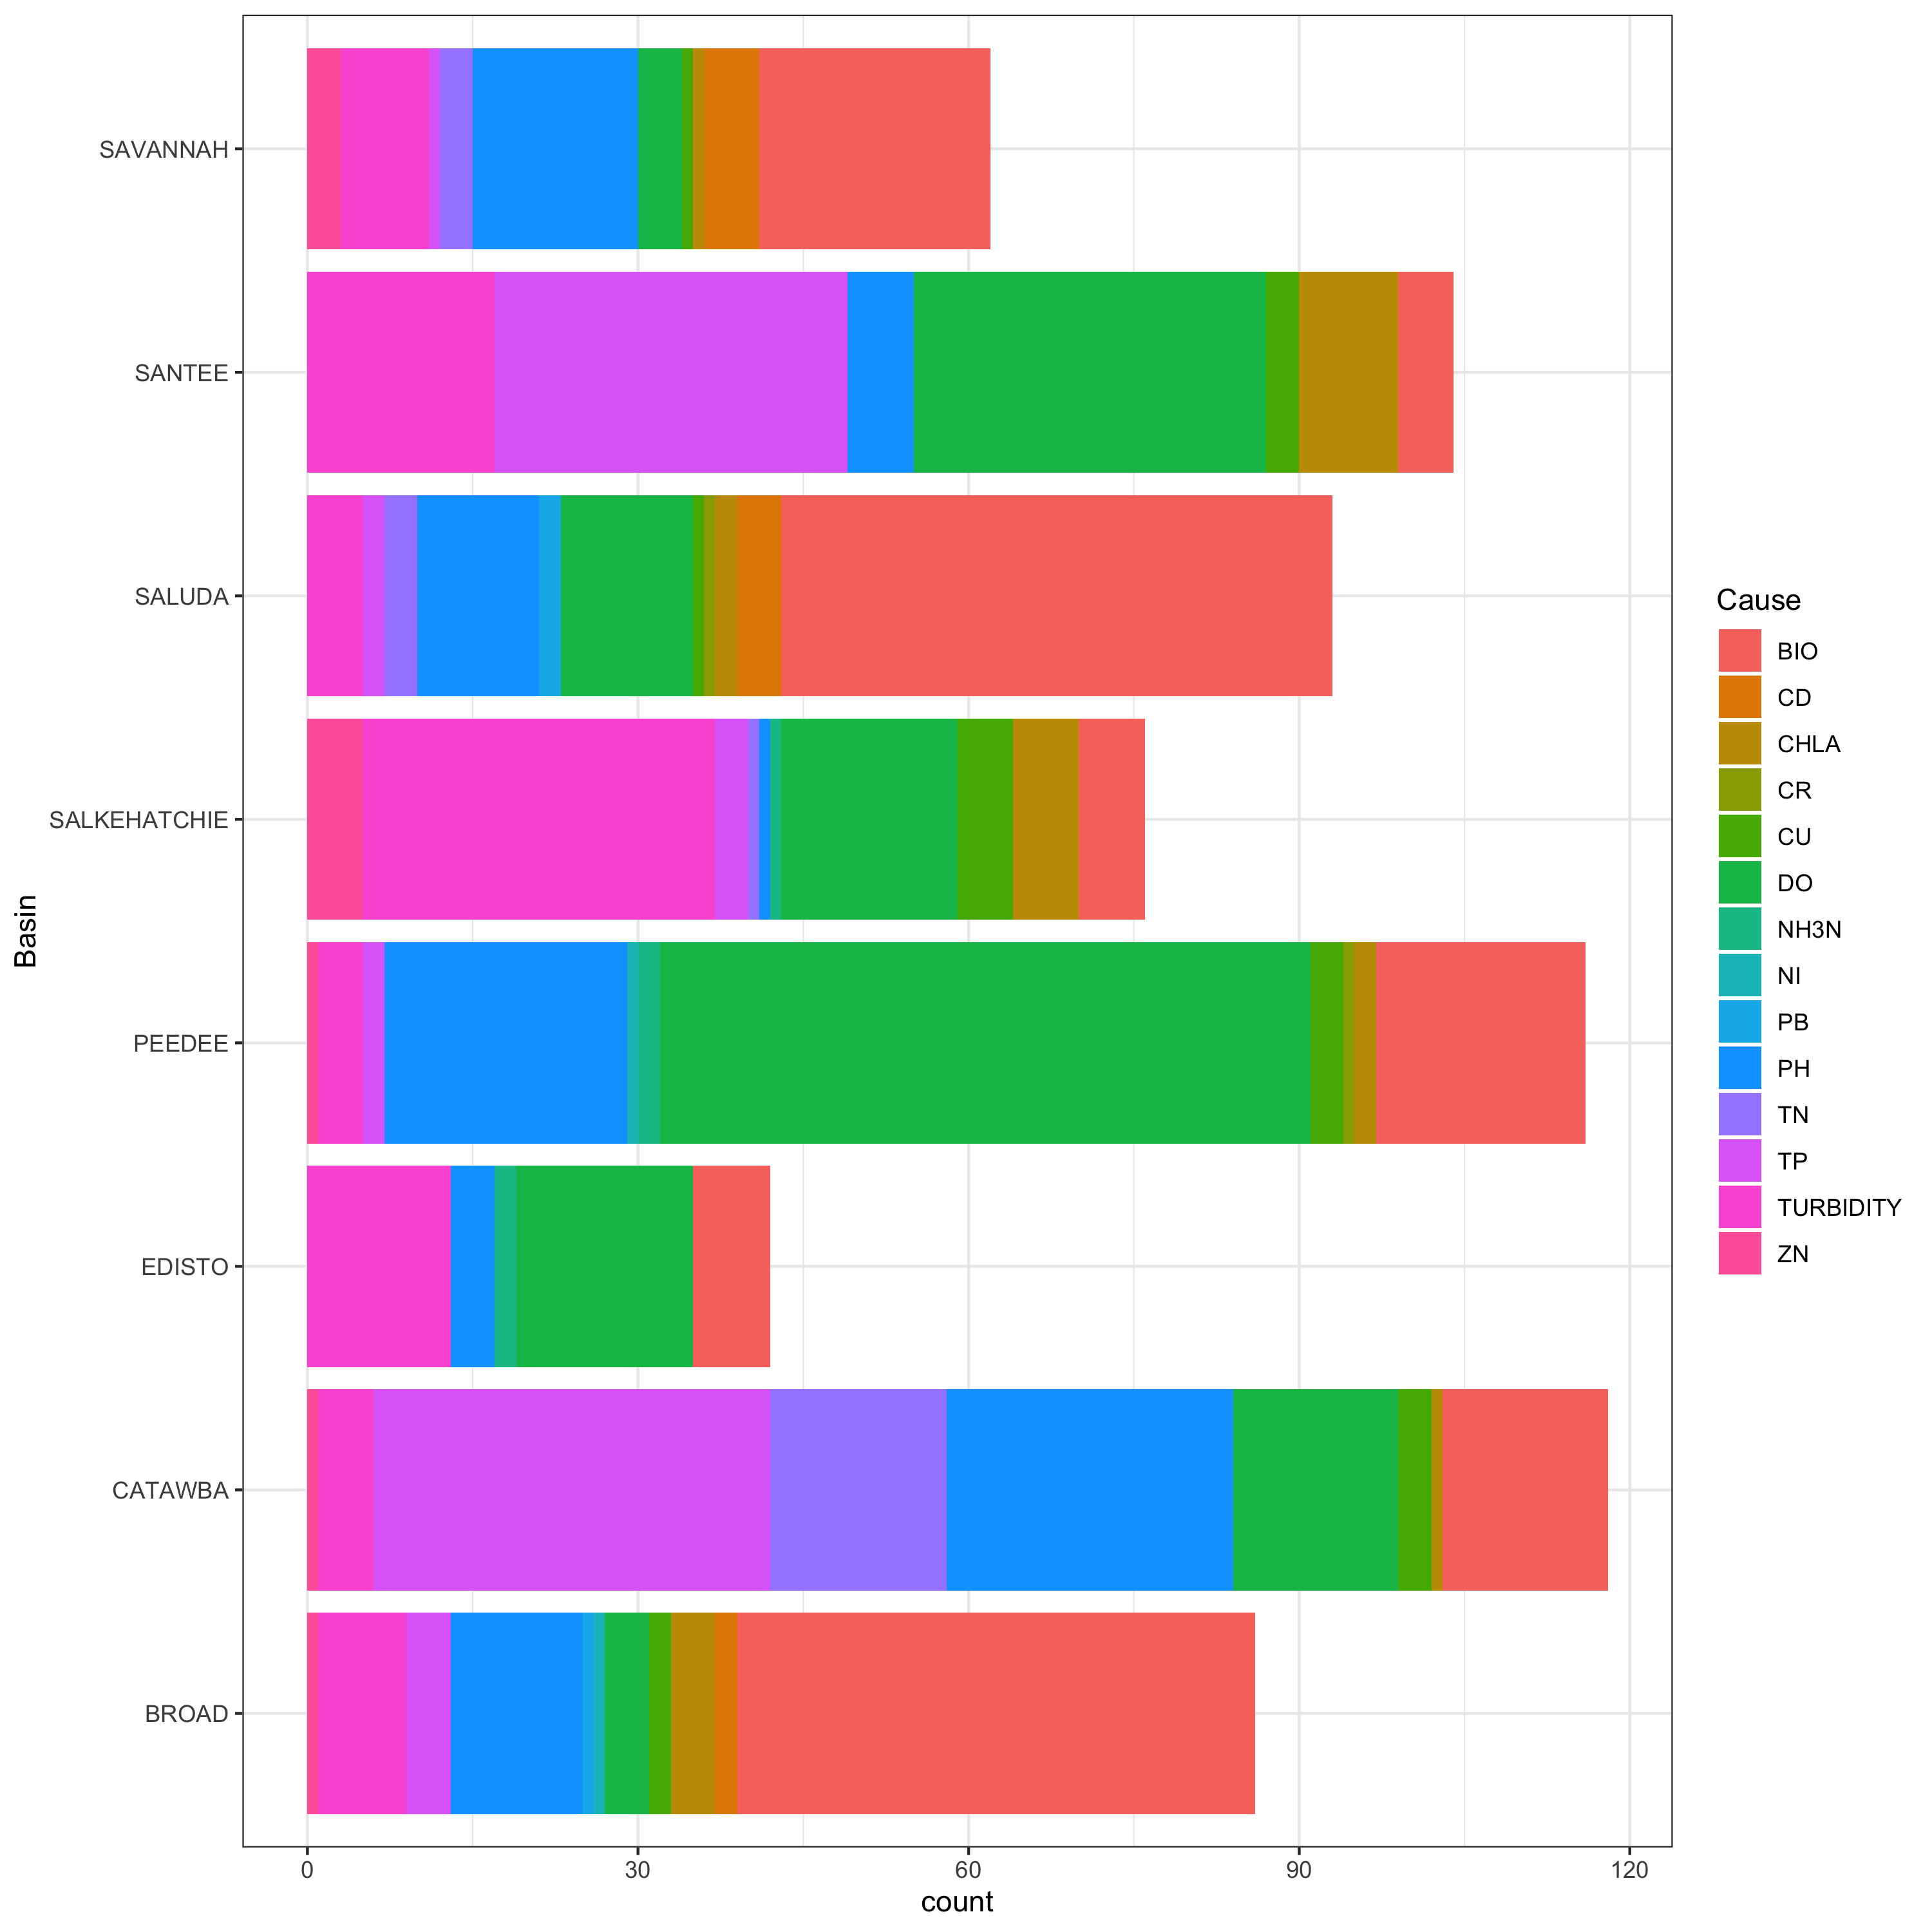 SAVANNAH
SANTEE
SALUDA
SALKEHATCHIE
PEEDEE
EDISTO
CATAWBA
BROAD
Basin
0 30 60 90 120
count
Cause
BIO
CD
CHLA
CR
CU
DO
NH3N
NI
PB
PH
TN
TP
TURBIDITY
ZN